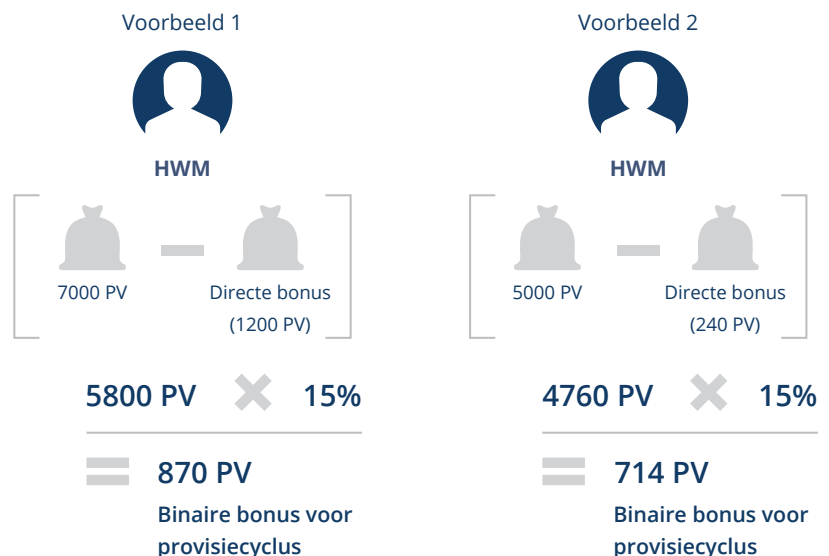 Voorbeeld 1
HWM
7000 PV
Directe bonus
(1200 PV)
5800 PV × 15%
= 870 PV
Binaire bonus voor
provisiecyclus
Voorbeeld 2
HWM
5000 PV
Directe bonus
(240 PV)
4760 PV × 15%
= 714 PV
Binaire bonus voor
provisiecyclus